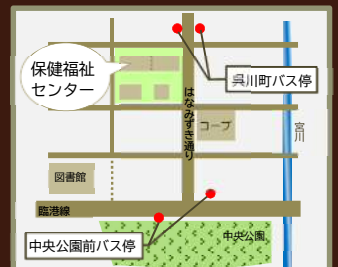 保健福祉
センター
呉川町バス停
はなみずき通り
コープ
宮川
図書館
臨港線
中央公園
中央公園前バス停